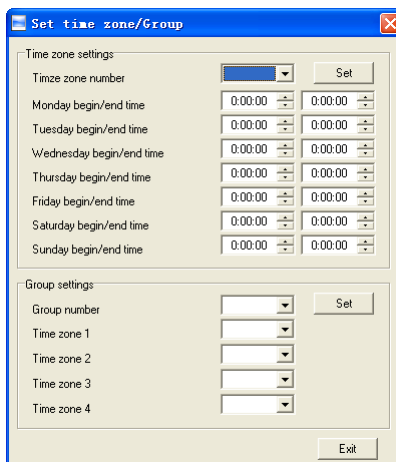 Set time zone/Group
Time zone settings
Timze zone number Set
Monday begin/end time 0:00:00 0:00:00
Tuesday begin/end time 0:00:00 0:00:00
Wednesday begin/end time 0:00:00 0:00:00
Thursday begin/end time 0:00:00 0:00:00
Friday begin/end time 0:00:00 0:00:00
Saturday begin/end time 0:00:00 0:00:00
Sunday begin/end time 0:00:00 0:00:00
Group settings
Group number Set
Time zone 1
Time zone 2
Time zone 3
Time zone 4
Exit